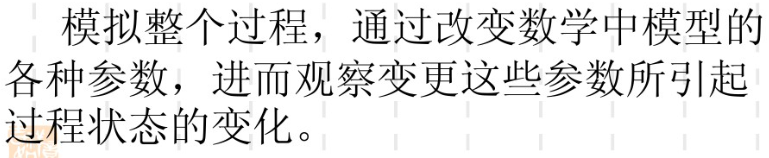 模拟整个过程，通过改变数学中模型的
各种参数，进而观察变更这些参数所引起
过程状态的变化。